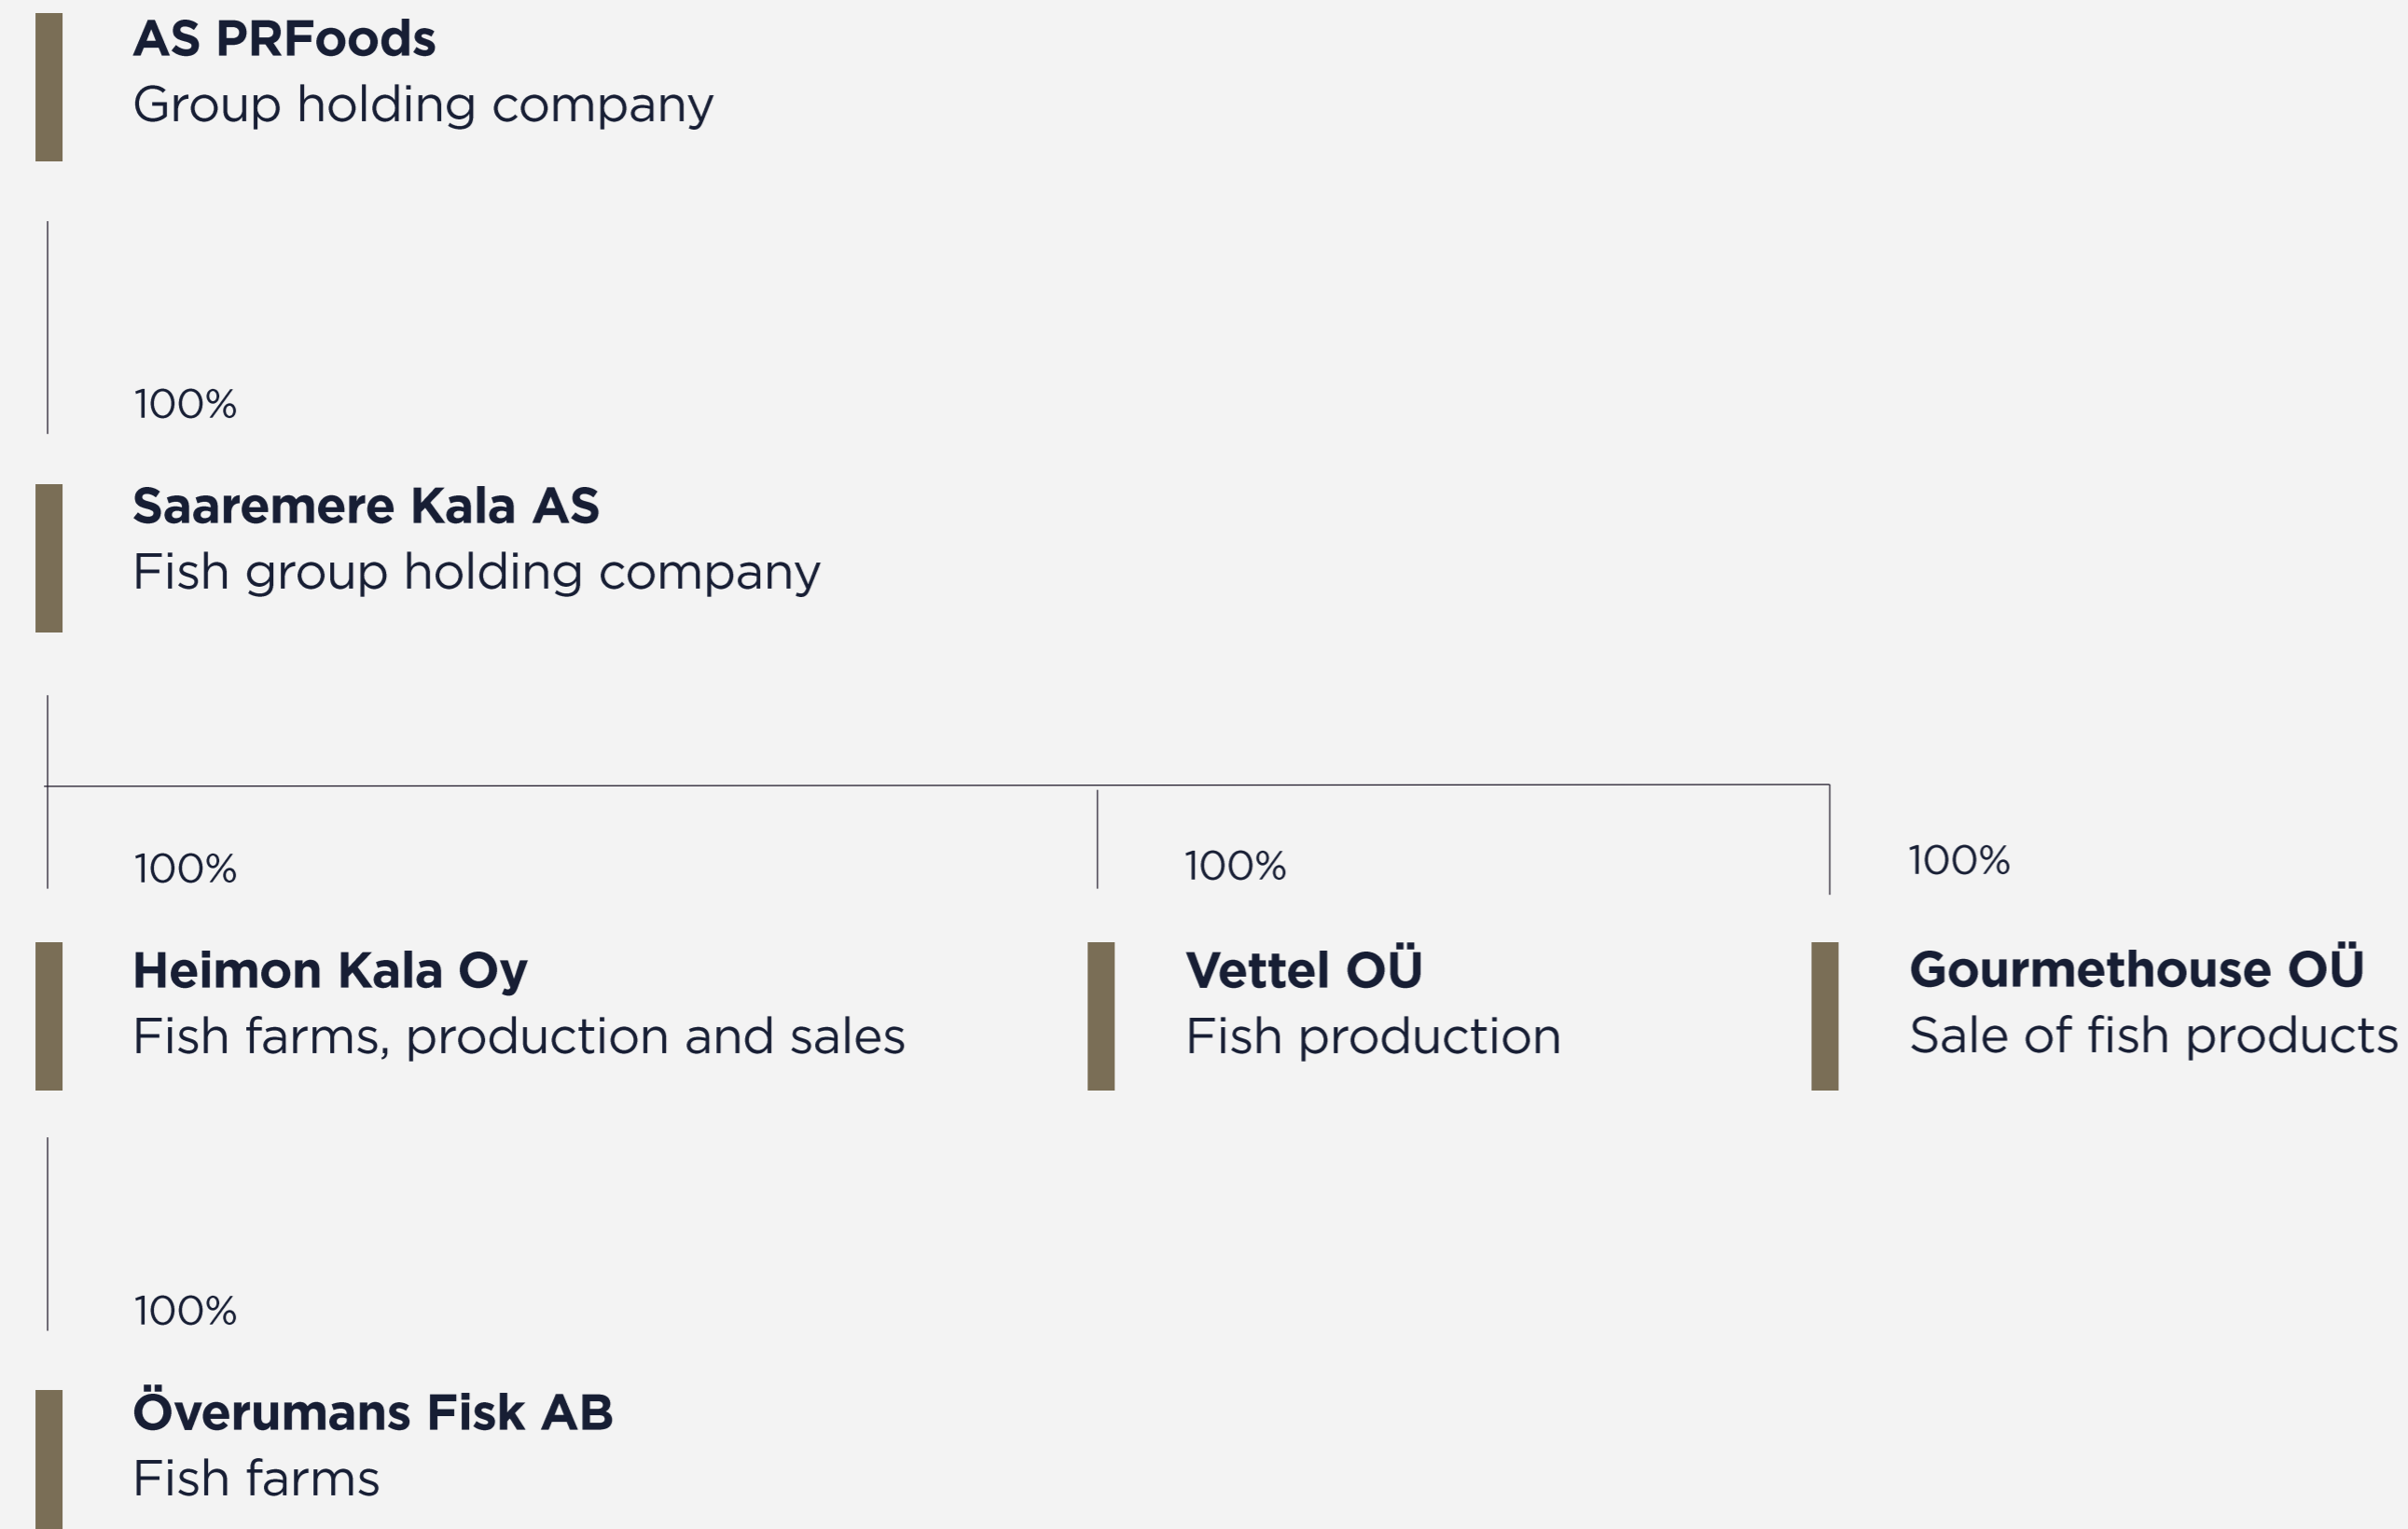 AS PRFoods
Group holding company
100%
Saaremere Kala AS
Fish group holding company
100%
100%
100%
Heimon Kala Oy
Fish farms, production and sales
Vettel OÜ
Fish production
Gourmethouse OÜ
Sale of fish products
100%
Överumans Fisk AB
Fish farms